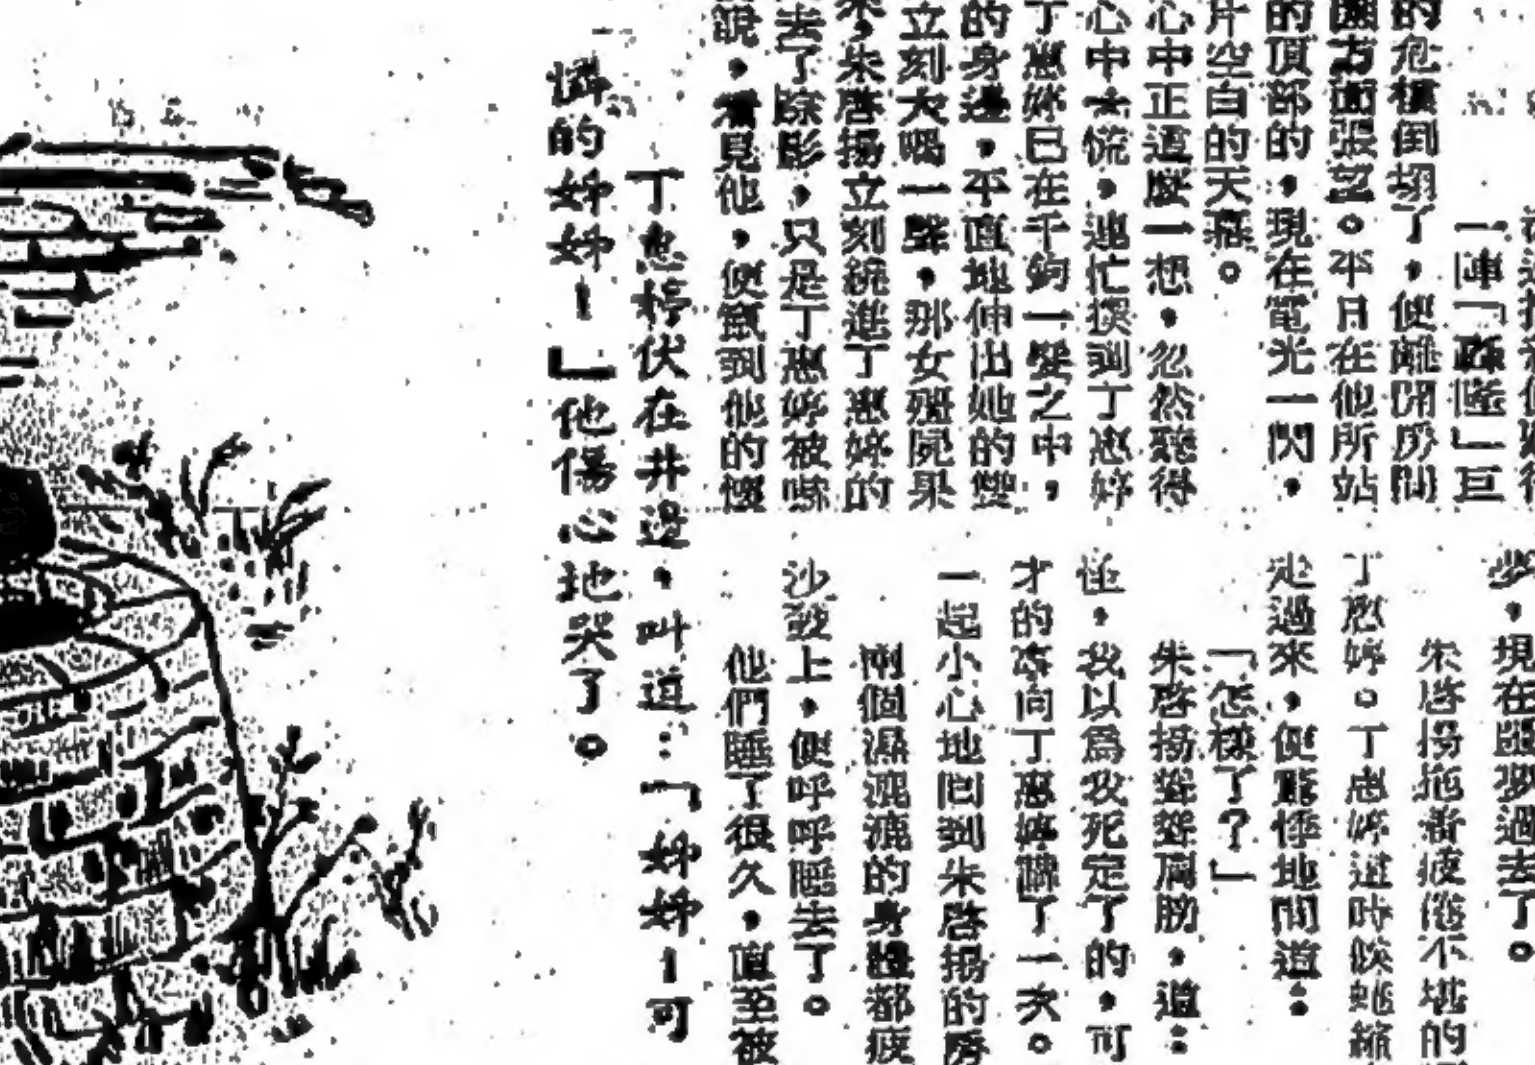 一陣「轟隆」巨
的危樓倒塌了，便離開房間
園方面張望。平日在他所站
的頂部的，現在電光一閃，
片空白的天幕。
心中正這麼一想，忽然聽得
心中大慌，連忙摸到丁惠婷
丁惠婷已在千鈞一髮之中，
的身邊，平直地伸出她的雙
立刻大喝一聲，那女殭屍果
來，朱啓揚立刻繞進丁惠婷的
去了踪影，只是丁惠婷被嚇
說，看見他，便到他的懷
少，現在噩夢過去了。
朱啓揚拖著疲倦不堪的
丁惠婷。丁惠婷這時候她縮
走過來，便驚悸地問道：
「怎樣了？」
朱啓揚聳聳肩膀，道：
怪，我以爲我死定了的，可
才的事向丁惠婷講了一次。
一起小心地回到朱啓揚的房
兩個濕漉漉的身體都疲
沙發上，便呼呼睡去了。
他們睡了很久，直至被
丁惠婷伏在井邊，叫道：「姊姊！可
憐的姊姊！」他傷心地哭了。